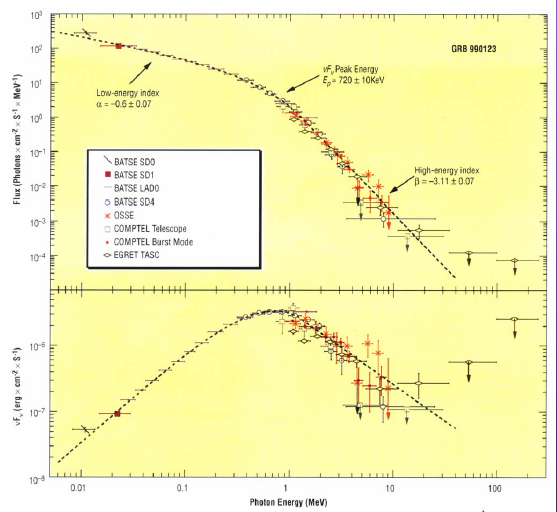 10³
10²
10¹
10⁰
10⁻¹
10⁻²
10⁻³
10⁻⁴
Flux (Photons × cm⁻² × S⁻¹ × MeV⁻¹)
GRB 990123
νFᵥ Peak Energy
Eₚ = 720 ± 10KeV
Low-energy index
α = –0.6 ± 0.07
High-energy index
β = –3.11 ± 0.07
BATSE SD0
BATSE SD1
BATSE LAD0
BATSE SD4
OSSE
COMPTEL Telescope
COMPTEL Burst Mode
EGRET TASC
10⁻⁶
10⁻⁷
10⁻⁸
νFᵥ (erg × cm⁻² × S⁻¹)
0.01 0.1 1 10 100
Photon Energy (MeV)